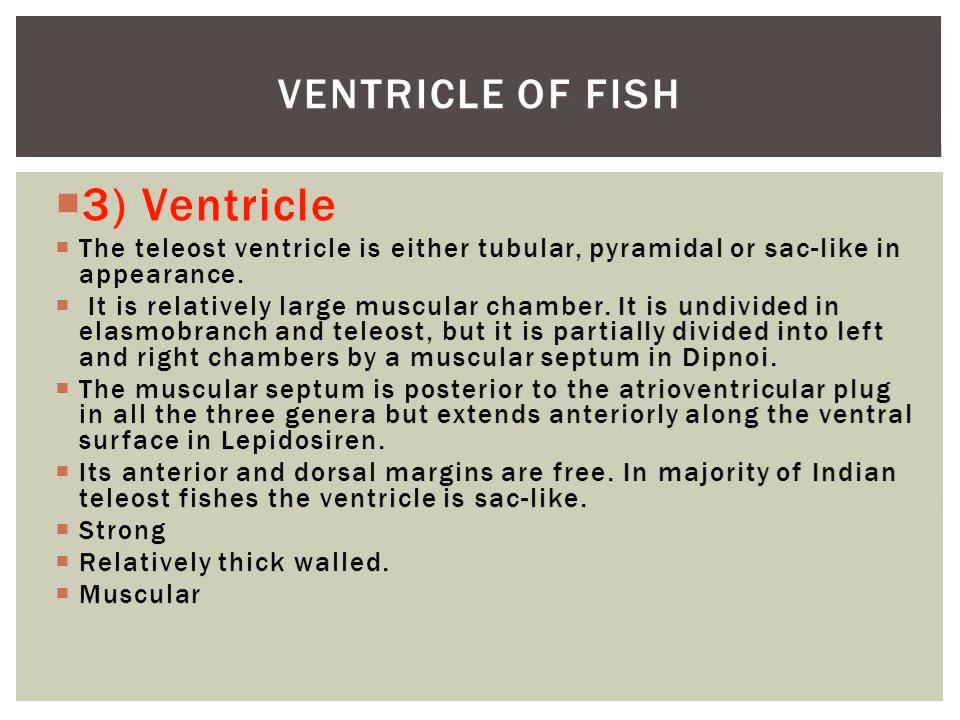 VENTRICLE OF FISH
3) Ventricle
The teleost ventricle is either tubular, pyramidal or sac-like in
appearance.
It is relatively large muscular chamber. It is undivided in
elasmobranch and teleost, but it is partially divided into left
and right chambers by a muscular septum in Dipnoi.
The muscular septum is posterior to the atrioventricular plug
in all the three genera but extends anteriorly along the ventral
surface in Lepidosiren.
Its anterior and dorsal margins are free. In majority of Indian
teleost fishes the ventricle is sac-like.
Strong
Relatively thick walled.
Muscular